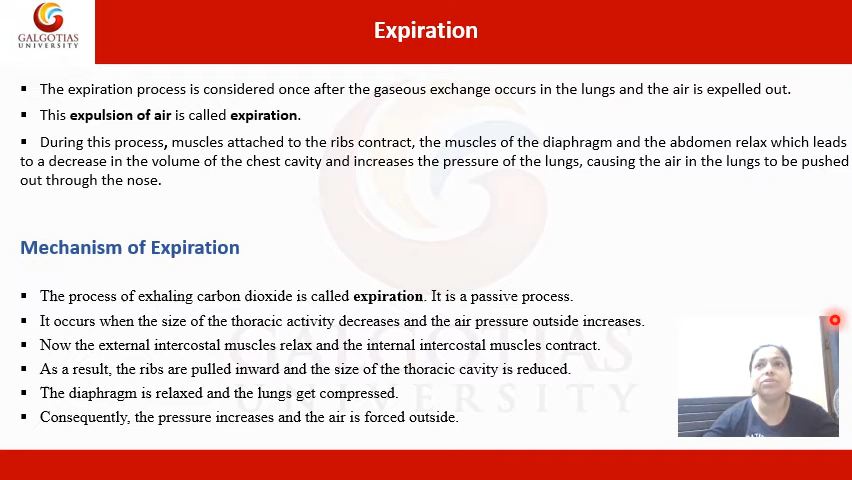 GALGOTIAS
UNIVERSITY
Expiration
▪ The expiration process is considered once after the gaseous exchange occurs in the lungs and the air is expelled out.
▪ This expulsion of air is called expiration.
▪ During this process, muscles attached to the ribs contract, the muscles of the diaphragm and the abdomen relax which leads
to a decrease in the volume of the chest cavity and increases the pressure of the lungs, causing the air in the lungs to be pushed
out through the nose.
Mechanism of Expiration
▪ The process of exhaling carbon dioxide is called expiration. It is a passive process.
▪ It occurs when the size of the thoracic activity decreases and the air pressure outside increases.
▪ Now the external intercostal muscles relax and the internal intercostal muscles contract.
▪ As a result, the ribs are pulled inward and the size of the thoracic cavity is reduced.
▪ The diaphragm is relaxed and the lungs get compressed.
▪ Consequently, the pressure increases and the air is forced outside.
GALGOTIAS
UNIVERSITY